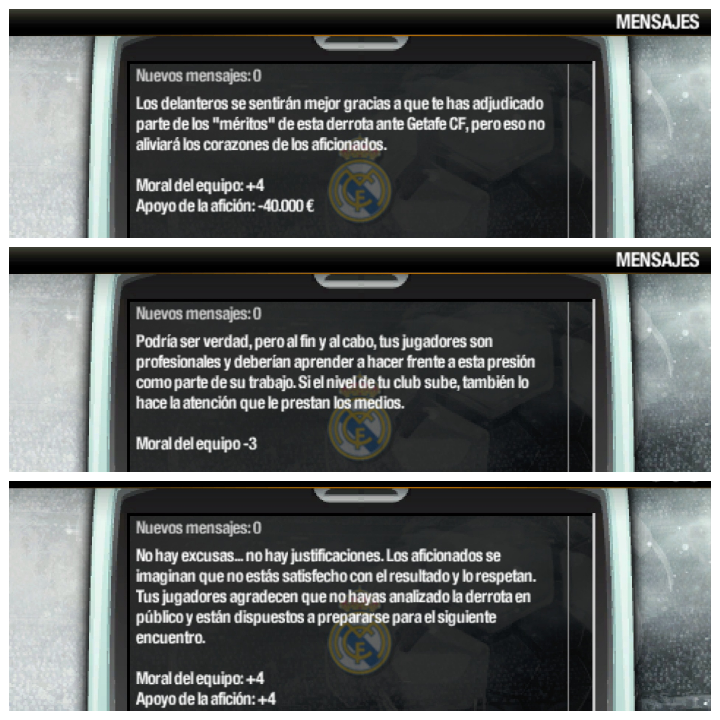 MENSAJES
Nuevos mensajes: 0
Los delanteros se sentirán mejor gracias a que te has adjudicado
parte de los "méritos" de esta derrota ante Getafe CF, pero eso no
aliviará los corazones de los aficionados.
Moral del equipo: +4
Apoyo de la afición: -40.000 €
MENSAJES
Nuevos mensajes: 0
Podría ser verdad, pero al fin y al cabo, tus jugadores son
profesionales y deberían aprender a hacer frente a esta presión
como parte de su trabajo. Si el nivel de tu club sube, también lo
hace la atención que le prestan los medios.
Moral del equipo -3
Nuevos mensajes: 0
No hay excusas... no hay justificaciones. Los aficionados se
imaginan que no estás satisfecho con el resultado y lo respetan.
Tus jugadores agradecen que no hayas analizado la derrota en
público y están dispuestos a prepararse para el siguiente
encuentro.
Moral del equipo: +4
Apoyo de la afición: +4